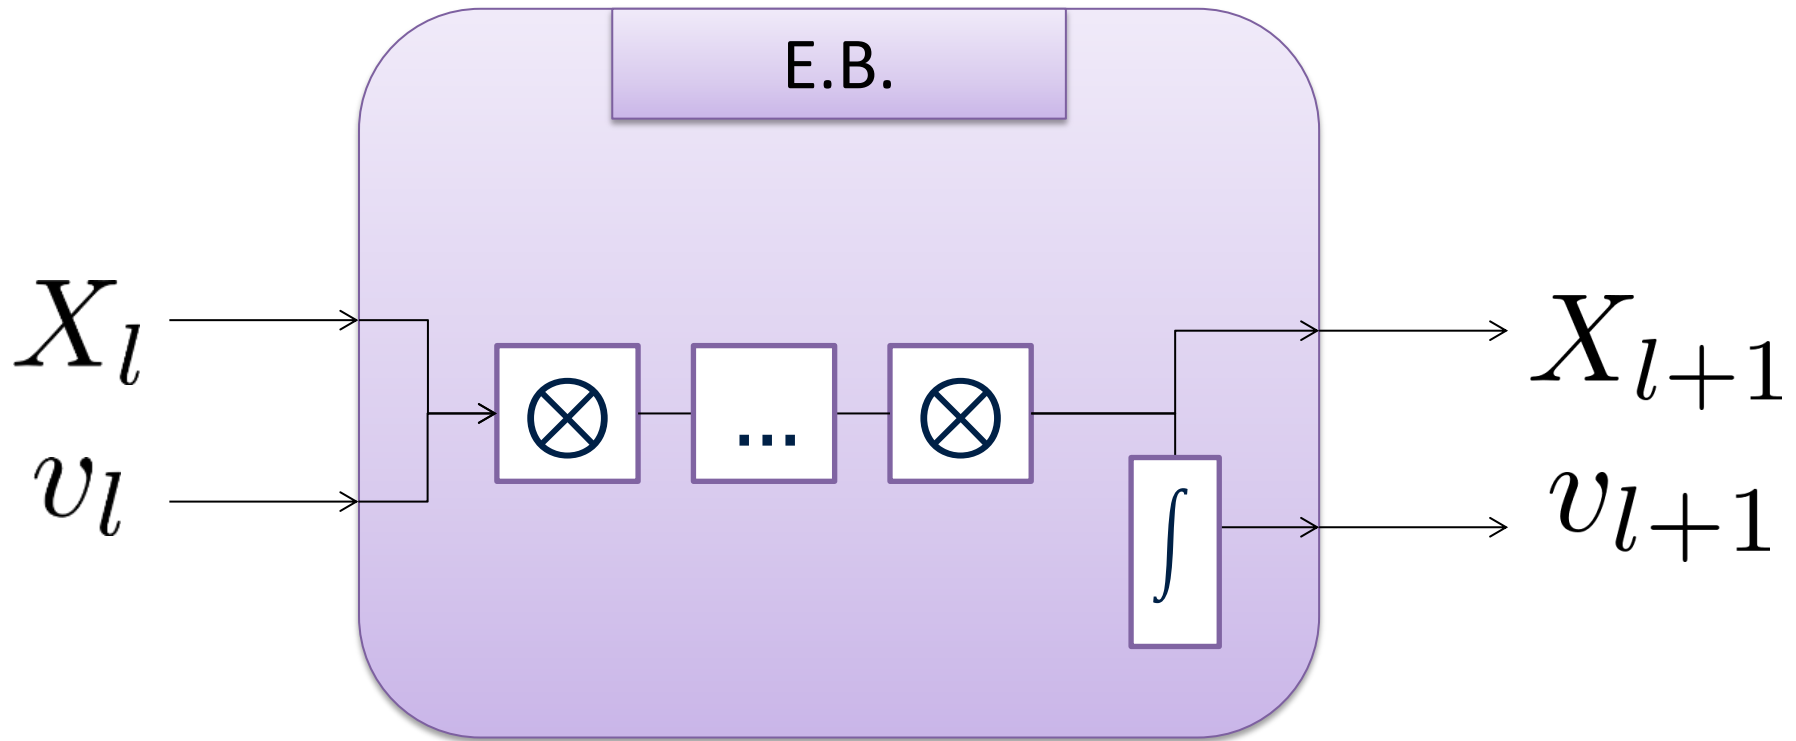 E.B.
X_l
v_l
⊗ ... ⊗
∫
X_{l+1}
v_{l+1}